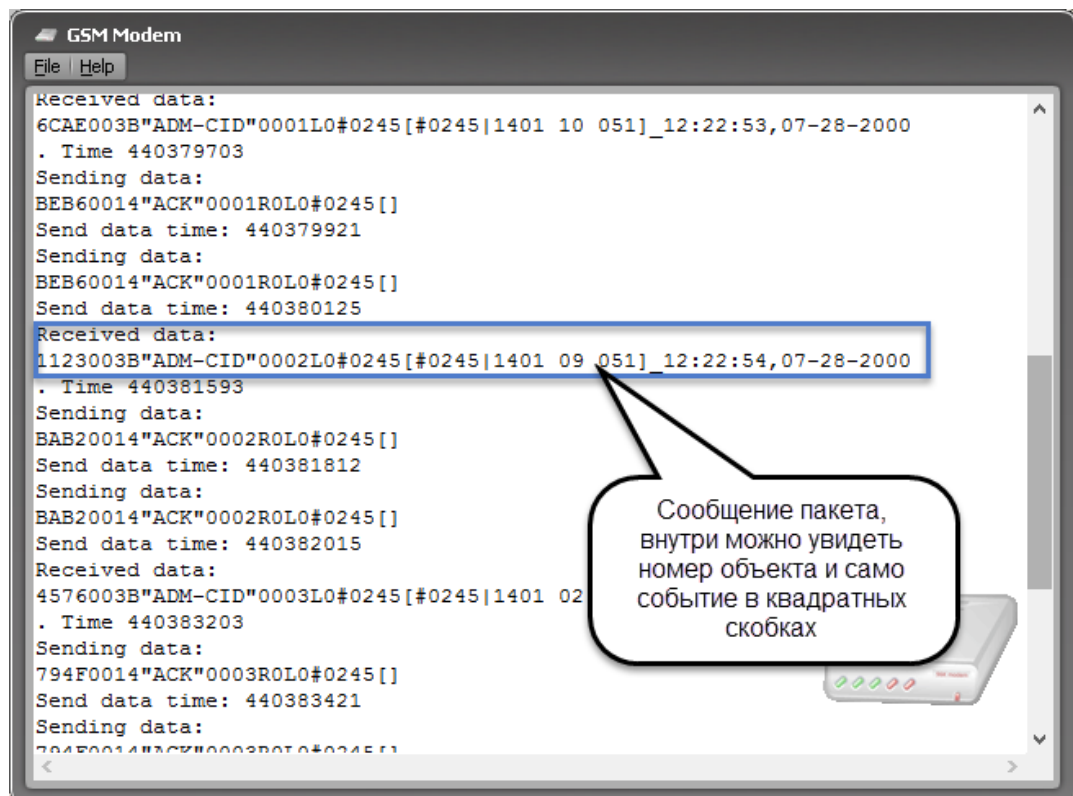 GSM Modem
File Help
Received data:
6CAE003B"ADM-CID"0001L0#0245[#0245|1401 10 051]_12:22:53,07-28-2000
. Time 440379703
Sending data:
BEB60014"ACK"0001R0L0#0245[]
Send data time: 440379921
Sending data:
BEB60014"ACK"0001R0L0#0245[]
Send data time: 440380125
Received data:
1123003B"ADM-CID"0002L0#0245[#0245|1401 09 051]_12:22:54,07-28-2000
. Time 440381593
Sending data:
BAB20014"ACK"0002R0L0#0245[]
Send data time: 440381812
Sending data:
BAB20014"ACK"0002R0L0#0245[]
Send data time: 440382015
Received data:
4576003B"ADM-CID"0003L0#0245[#0245|1401 02
. Time 440383203
Sending data:
794F0014"ACK"0003R0L0#0245[]
Send data time: 440383421
Sending data:
794F0014"ACK"0003R0L0#0245[]
Сообщение пакета,
внутри можно увидеть
номер объекта и само
событие в квадратных
скобках